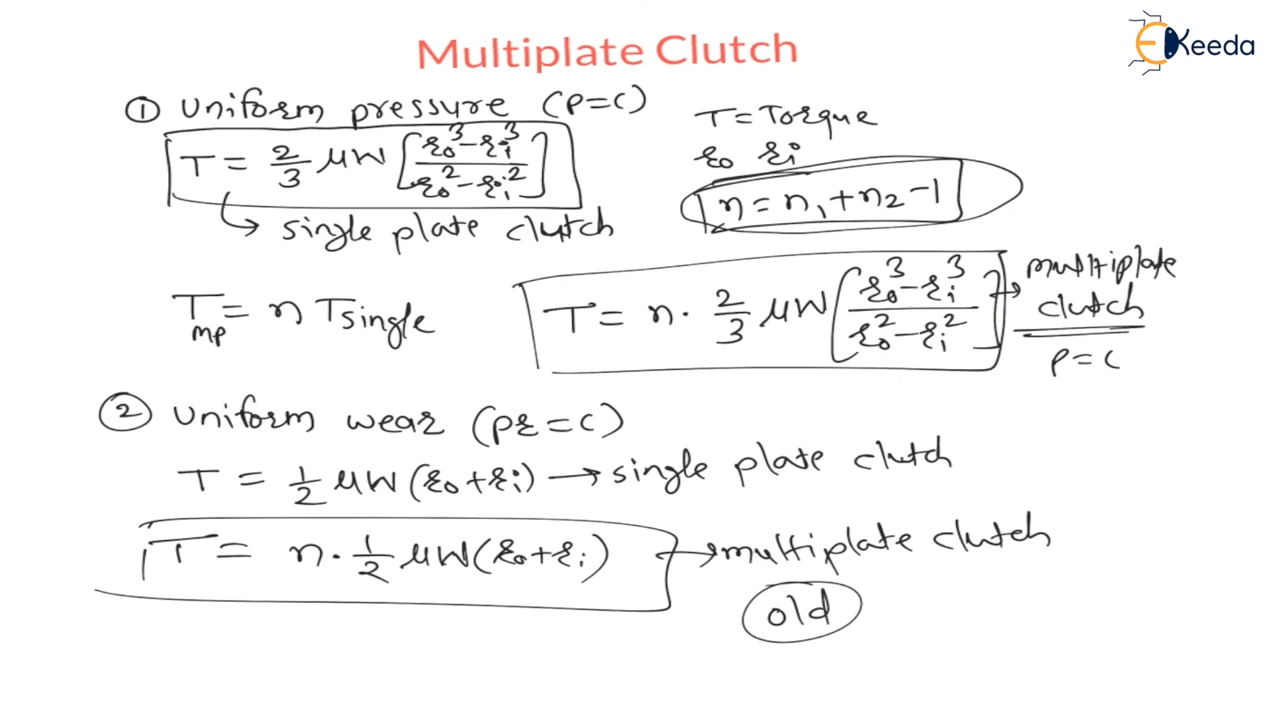 Multiplate Clutch
EKeeda
① Uniform pressure (P=C)
T = 2/3 μW [(r₀³-rᵢ³)/(r₀²-rᵢ²)]
↳ single plate clutch
T = Torque
r₀ rᵢ
n = n₁ + n₂ - 1
Tmp = n Tsingle
T = n · 2/3 μW [(r₀³-rᵢ³)/(r₀²-rᵢ²)] → multiplate
clutch
P = C
② Uniform wear (Pr=C)
T = 1/2 μW (r₀+rᵢ) → single plate clutch
T = n · 1/2 μW (r₀+rᵢ) → multiplate clutch
old